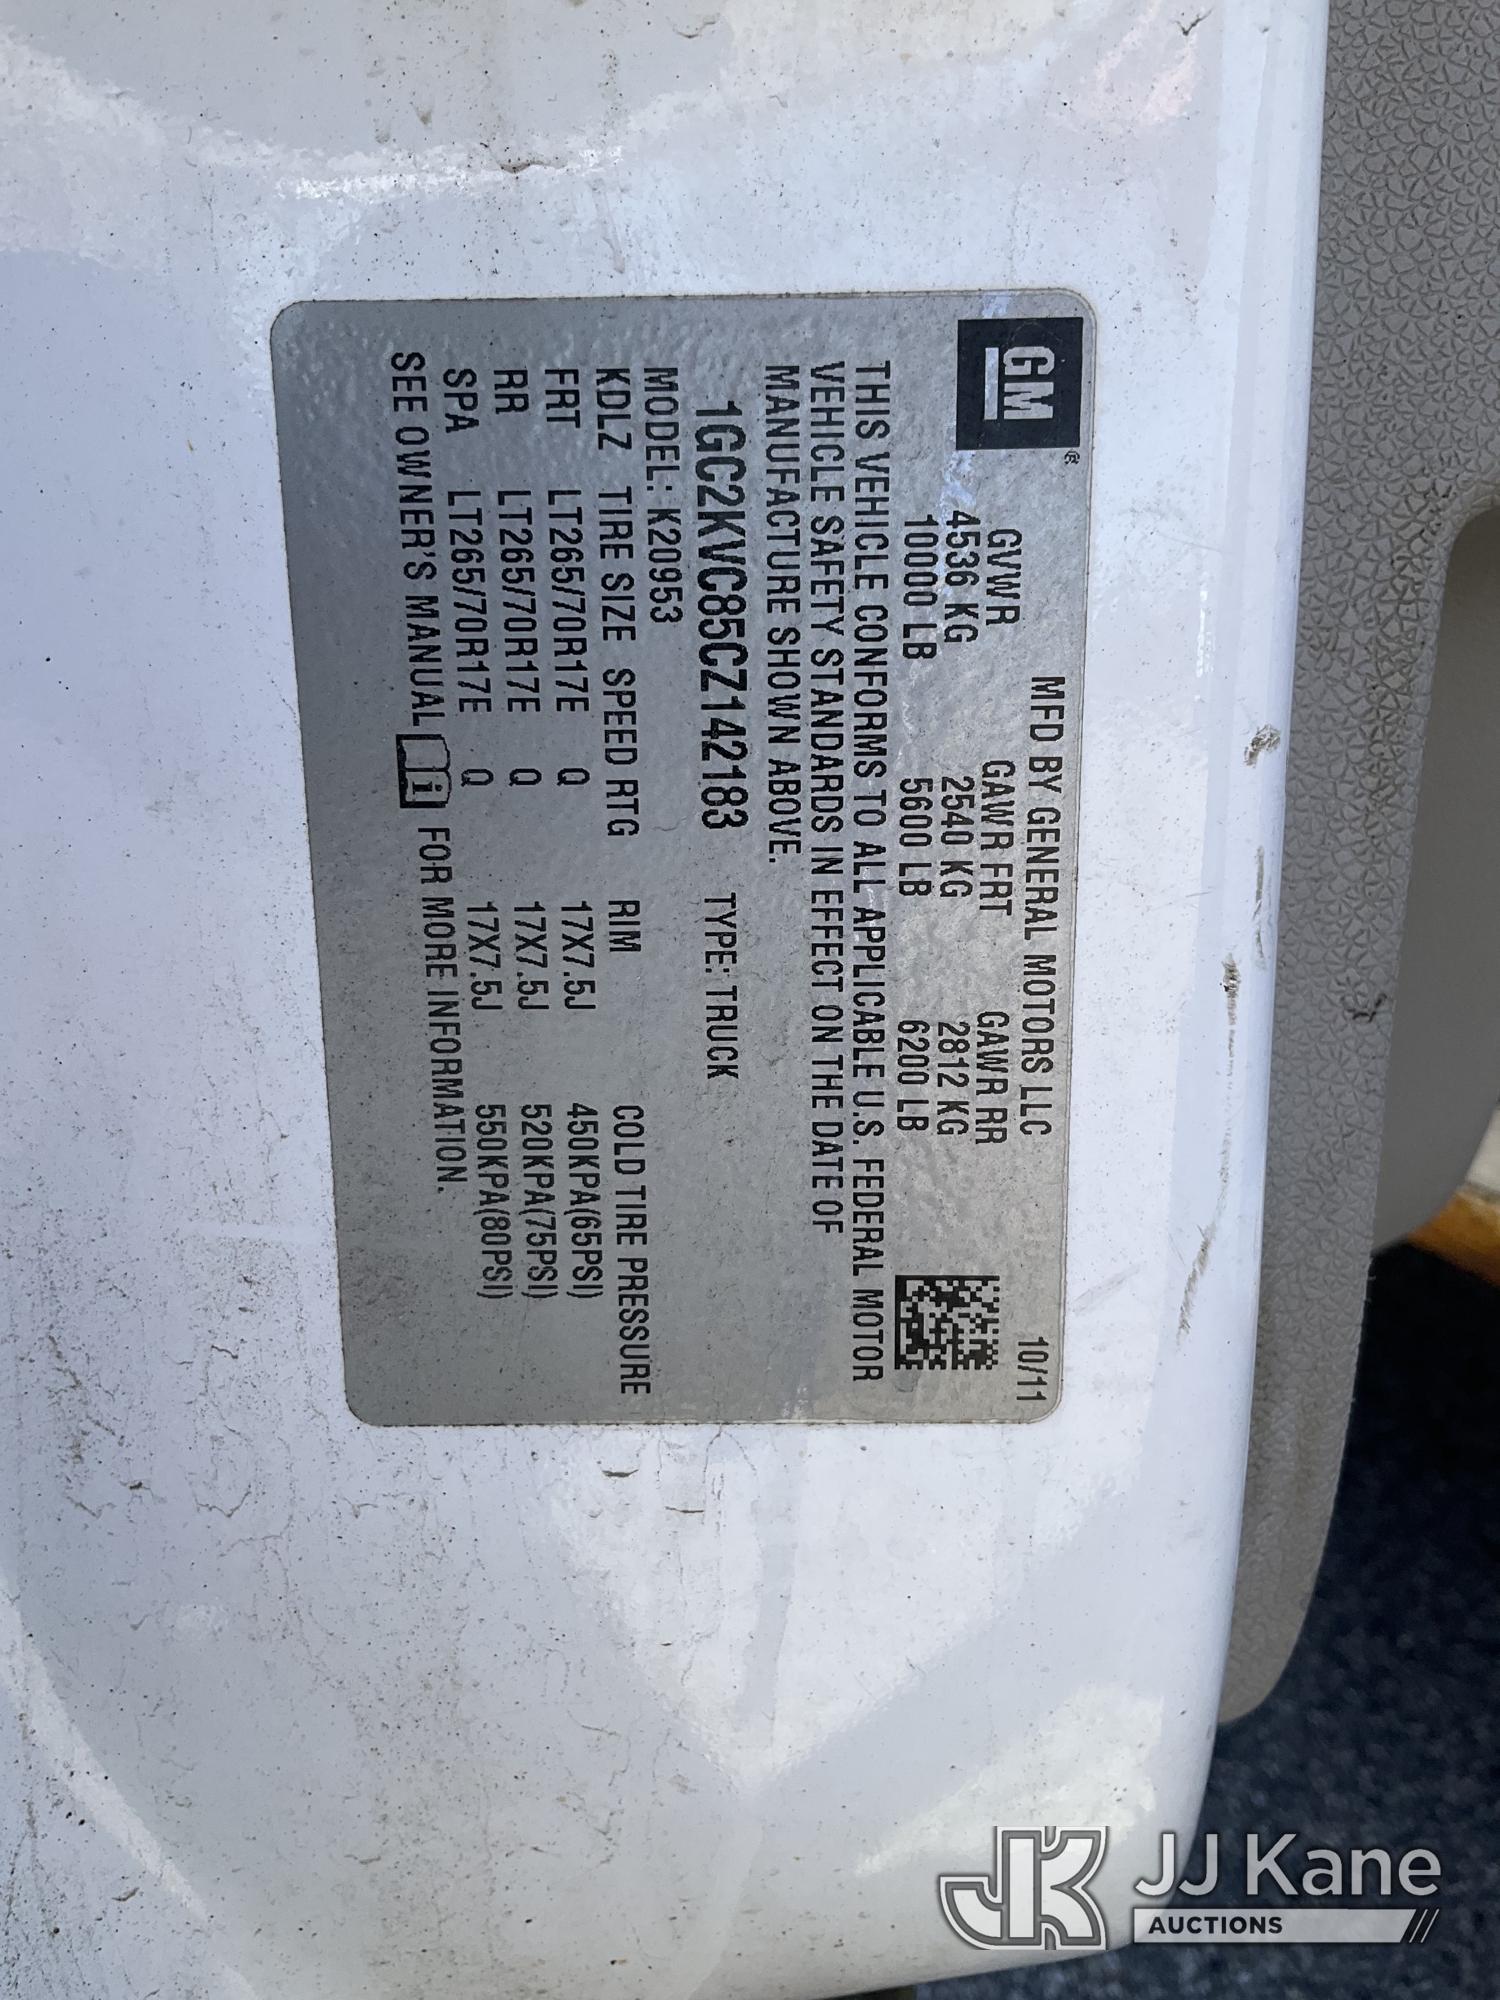 GM®
MFD BY GENERAL MOTORS LLC 10/11
GVWR GAWR FRT GAWR RR
4536 KG 2540 KG 2812 KG
10000 LB 5600 LB 6200 LB
THIS VEHICLE CONFORMS TO ALL APPLICABLE U.S. FEDERAL MOTOR
VEHICLE SAFETY STANDARDS IN EFFECT ON THE DATE OF
MANUFACTURE SHOWN ABOVE.
1GC2KVC85CZ142183 TYPE: TRUCK
MODEL: K20953
KDLZ TIRE SIZE SPEED RTG RIM COLD TIRE PRESSURE
FRT LT265/70R17E Q 17X7.5J 450KPA(65PSI)
RR LT265/70R17E Q 17X7.5J 520KPA(75PSI)
SPA LT265/70R17E Q 17X7.5J 550KPA(80PSI)
SEE OWNER'S MANUAL i FOR MORE INFORMATION.
JK JJ Kane
AUCTIONS